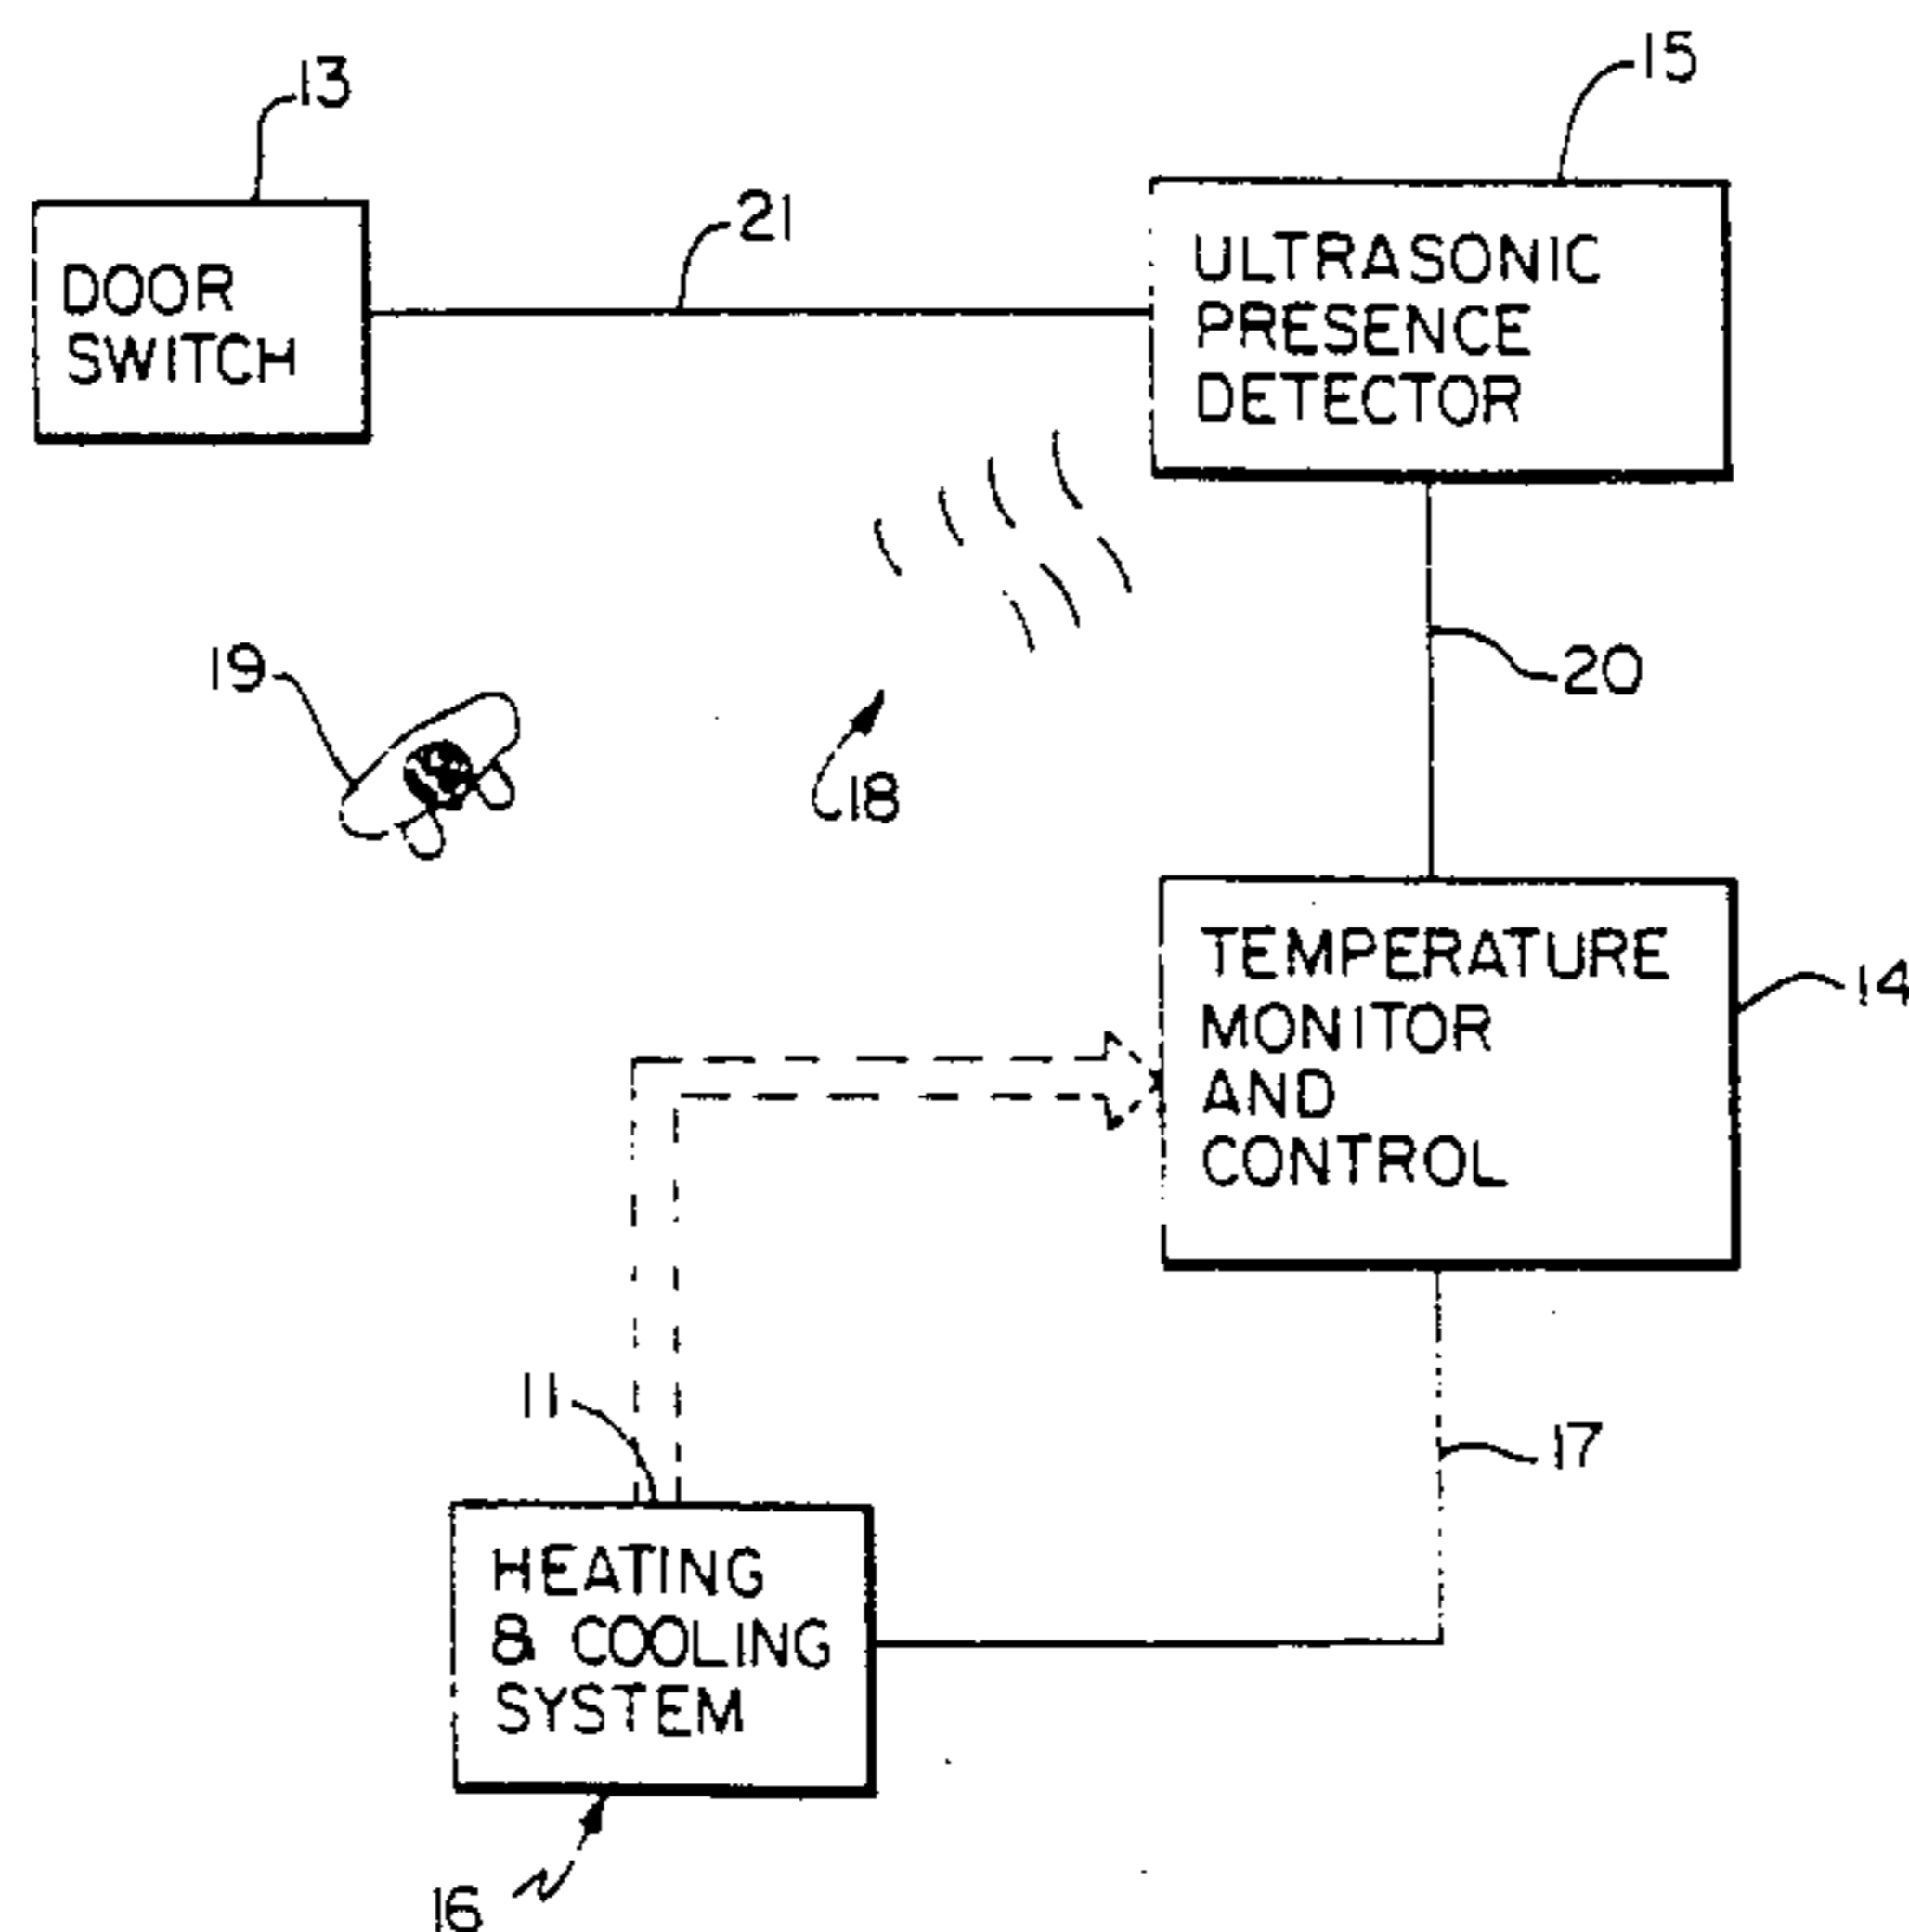 13
15
21
DOOR
SWITCH
ULTRASONIC
PRESENCE
DETECTOR
19
20
18
TEMPERATURE
MONITOR
AND
CONTROL
14
11
17
HEATING
& COOLING
SYSTEM
16